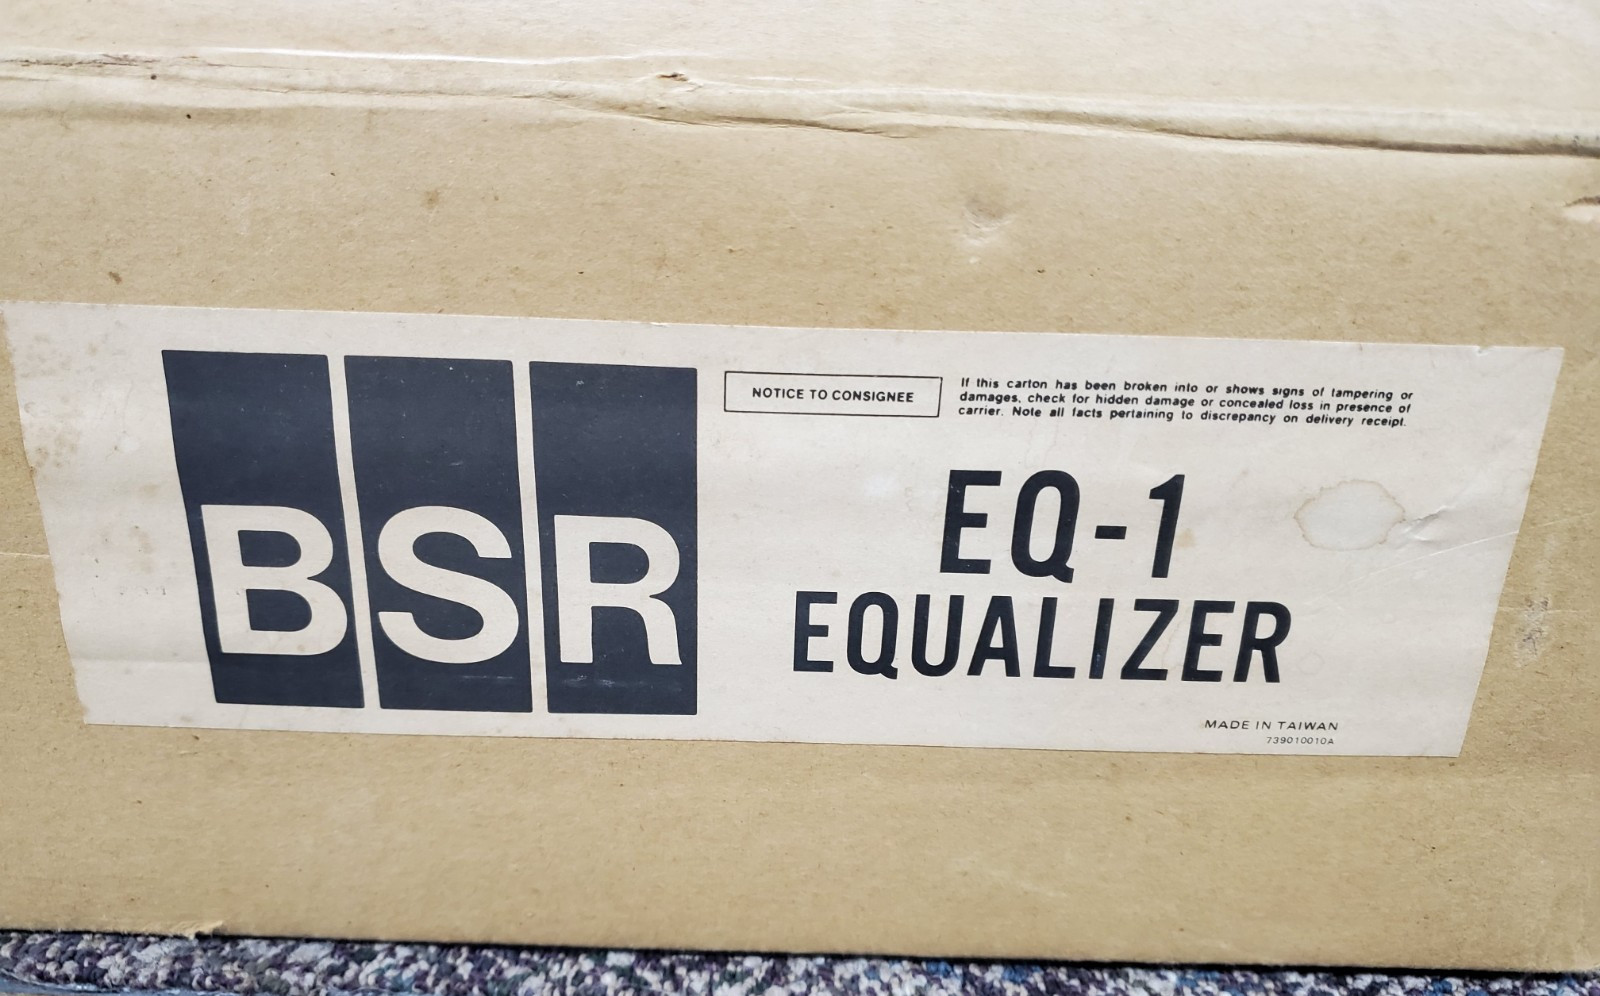 BSR
NOTICE TO CONSIGNEE
If this carton has been broken into or shows signs of tampering or
damages, check for hidden damage or concealed loss in presence of
carrier. Note all facts pertaining to discrepancy on delivery receipt.
EQ-1
EQUALIZER
MADE IN TAIWAN
739010010A